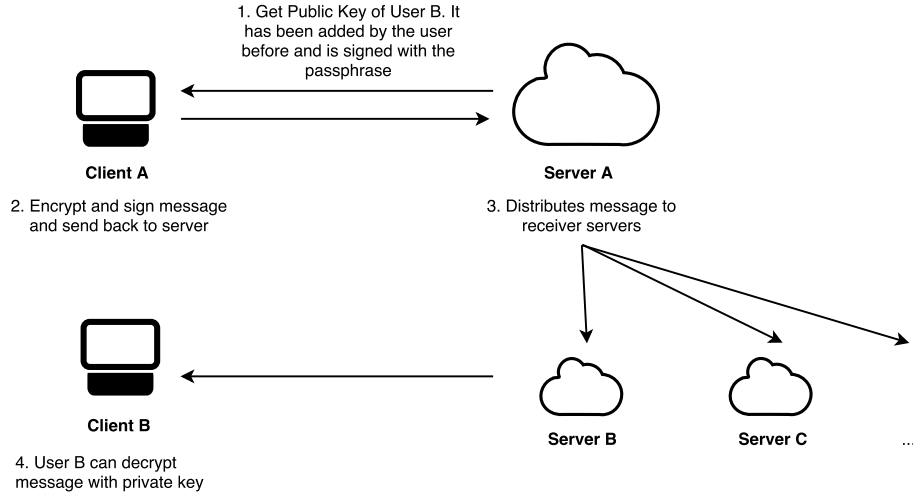 1. Get Public Key of User B. It
has been added by the user
before and is signed with the
passphrase
Client A
Server A
2. Encrypt and sign message
and send back to server
3. Distributes message to
receiver servers
Client B
Server B
Server C
...
4. User B can decrypt
message with private key